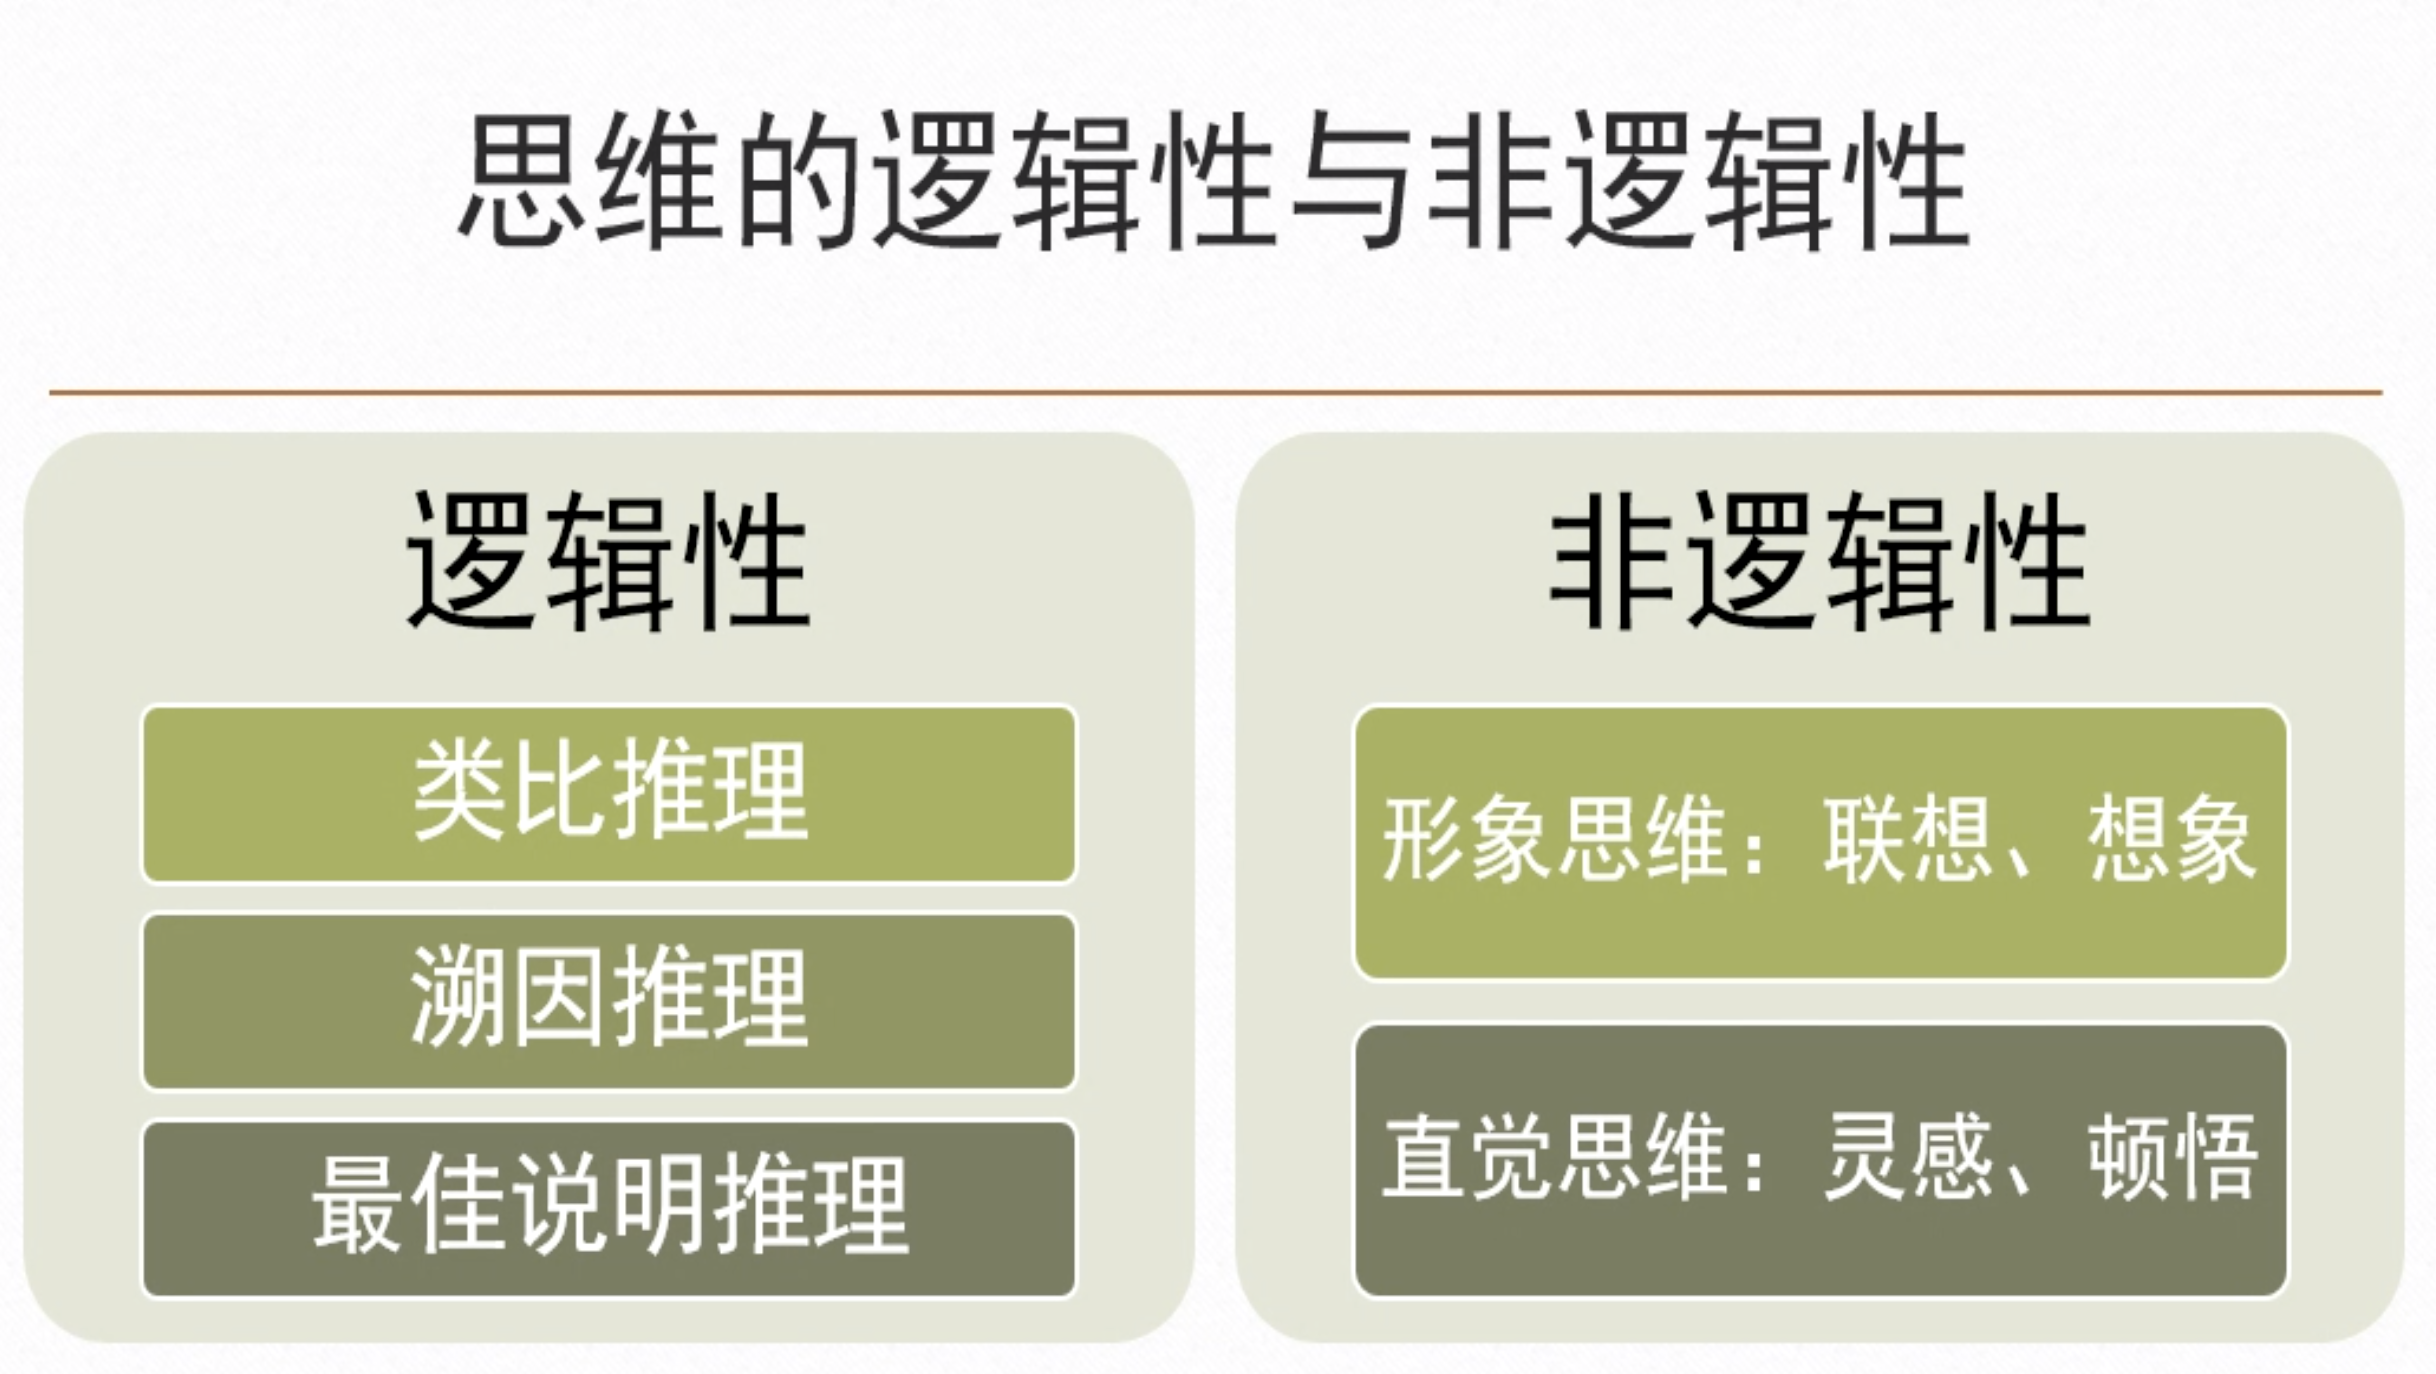 思维的逻辑性与非逻辑性
逻辑性
类比推理
溯因推理
最佳说明推理
非逻辑性
形象思维：联想、想象
直觉思维：灵感、顿悟